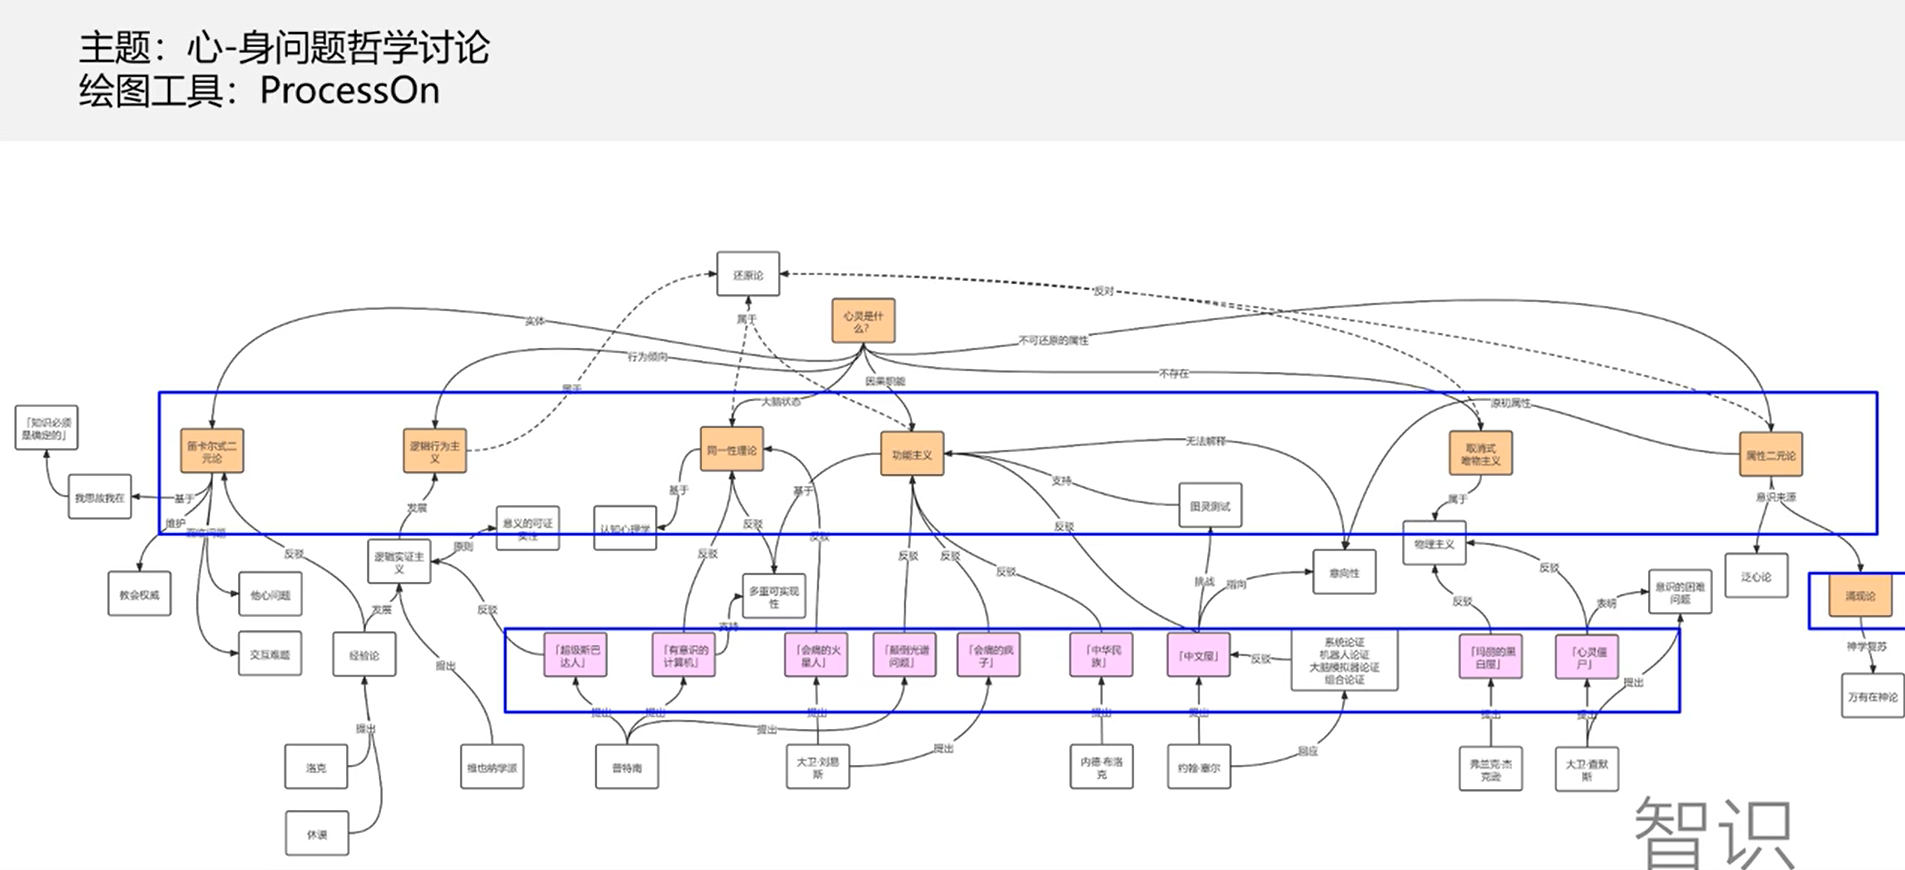 主题：心-身问题哲学讨论
绘图工具：ProcessOn
还原论
反对
心灵是什
么?
属于
实体
不可还原的属性
行为倾向
因果职能
不存在
属于
大脑状态
原初属性
「知识必须
是确定的」
笛卡尔式二
元论
逻辑行为主
义
同一性理论
功能主义
无法解释
取消式
唯物主义
属性二元论
我思故我在
基于
基于
基于
支持
图灵测试
属于
意识来源
维护
面临问题
发展
意义的可证
实性
认知心理学
反驳
反驳
反驳
物理主义
原则
逻辑实证主
义
反驳
反驳
反驳
反驳
反驳
意向性
反驳
泛心论
教会权威
他心问题
多重可实现
性
挑战
指向
反驳
表明
意识的困难
问题
涌现论
发展
反驳
支持
交互难题
经验论
「超级斯巴
达人」
「有意识的
计算机」
「会痛的火
星人」
「颠倒光谱
问题」
「会痛的疯
子」
「中华民
族」
「中文屋」
反驳
系统论证
机器人论证
大脑模拟器论证
组合论证
「玛丽的黑
白屋」
「心灵僵
尸」
神学复苏
提出
提出
万有在神论
提出
提出
提出
提出
提出
提出
提出
提出
提出
提出
回应
洛克
维也纳学派
普特南
大卫·刘易
斯
内德·布洛
克
约翰·塞尔
弗兰克·杰
克逊
大卫·查默
斯
休谟
智识